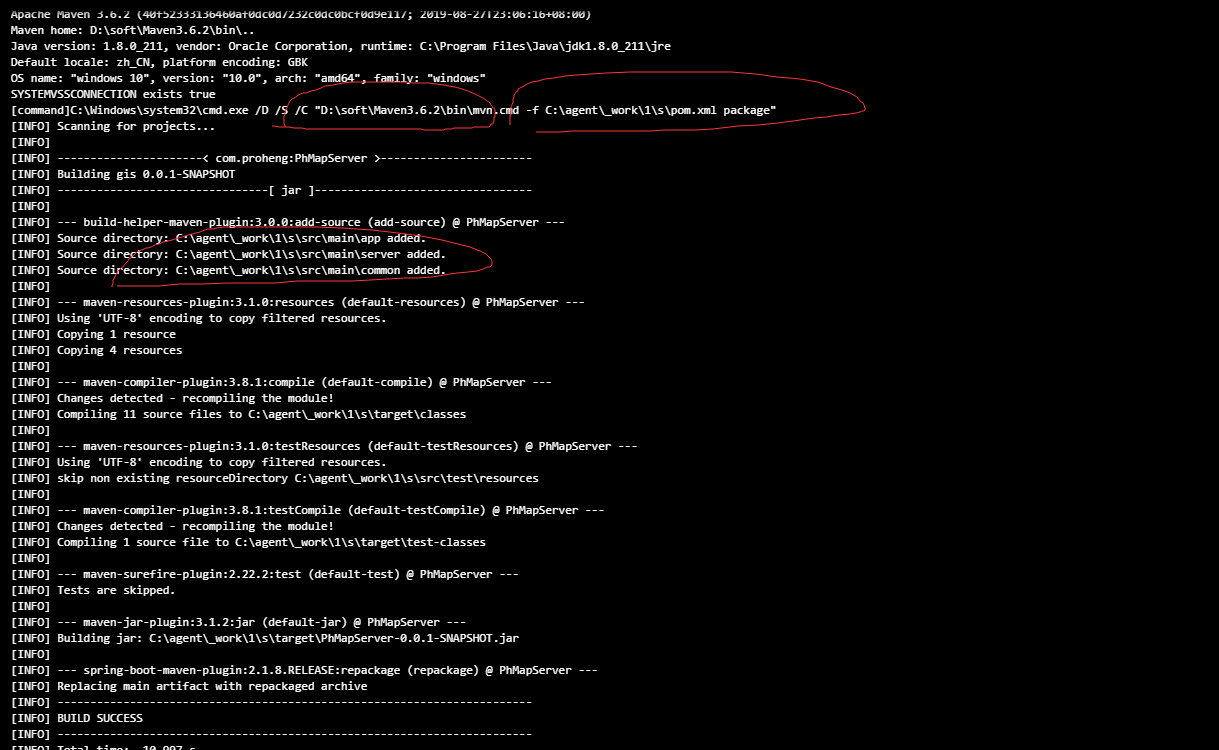 Apache Maven 3.6.2 (40f52333136460af0dc0d7232c0dc0bcf0d9e117; 2019-08-27T23:06:16+08:00)
Maven home: D:\soft\Maven3.6.2\bin\..
Java version: 1.8.0_211, vendor: Oracle Corporation, runtime: C:\Program Files\Java\jdk1.8.0_211\jre
Default locale: zh_CN, platform encoding: GBK
OS name: "windows 10", version: "10.0", arch: "amd64", family: "windows"
SYSTEMVSSCONNECTION exists true
[command]C:\Windows\system32\cmd.exe /D /S /C "D:\soft\Maven3.6.2\bin\mvn.cmd -f C:\agent\_work\1\s\pom.xml package"
[INFO] Scanning for projects...
[INFO]
[INFO] ----------------------< com.proheng:PhMapServer >-----------------------
[INFO] Building gis 0.0.1-SNAPSHOT
[INFO] --------------------------------[ jar ]---------------------------------
[INFO]
[INFO] --- build-helper-maven-plugin:3.0.0:add-source (add-source) @ PhMapServer ---
[INFO] Source directory: C:\agent\_work\1\s\src\main\app added.
[INFO] Source directory: C:\agent\_work\1\s\src\main\server added.
[INFO] Source directory: C:\agent\_work\1\s\src\main\common added.
[INFO]
[INFO] --- maven-resources-plugin:3.1.0:resources (default-resources) @ PhMapServer ---
[INFO] Using 'UTF-8' encoding to copy filtered resources.
[INFO] Copying 1 resource
[INFO] Copying 4 resources
[INFO]
[INFO] --- maven-compiler-plugin:3.8.1:compile (default-compile) @ PhMapServer ---
[INFO] Changes detected - recompiling the module!
[INFO] Compiling 11 source files to C:\agent\_work\1\s\target\classes
[INFO]
[INFO] --- maven-resources-plugin:3.1.0:testResources (default-testResources) @ PhMapServer ---
[INFO] Using 'UTF-8' encoding to copy filtered resources.
[INFO] skip non existing resourceDirectory C:\agent\_work\1\s\src\test\resources
[INFO]
[INFO] --- maven-compiler-plugin:3.8.1:testCompile (default-testCompile) @ PhMapServer ---
[INFO] Changes detected - recompiling the module!
[INFO] Compiling 1 source file to C:\agent\_work\1\s\target\test-classes
[INFO]
[INFO] --- maven-surefire-plugin:2.22.2:test (default-test) @ PhMapServer ---
[INFO] Tests are skipped.
[INFO]
[INFO] --- maven-jar-plugin:3.1.2:jar (default-jar) @ PhMapServer ---
[INFO] Building jar: C:\agent\_work\1\s\target\PhMapServer-0.0.1-SNAPSHOT.jar
[INFO]
[INFO] --- spring-boot-maven-plugin:2.1.8.RELEASE:repackage (repackage) @ PhMapServer ---
[INFO] Replacing main artifact with repackaged archive
[INFO] ------------------------------------------------------------------------
[INFO] BUILD SUCCESS
[INFO] ------------------------------------------------------------------------
[INFO] Total time:  10.997 s